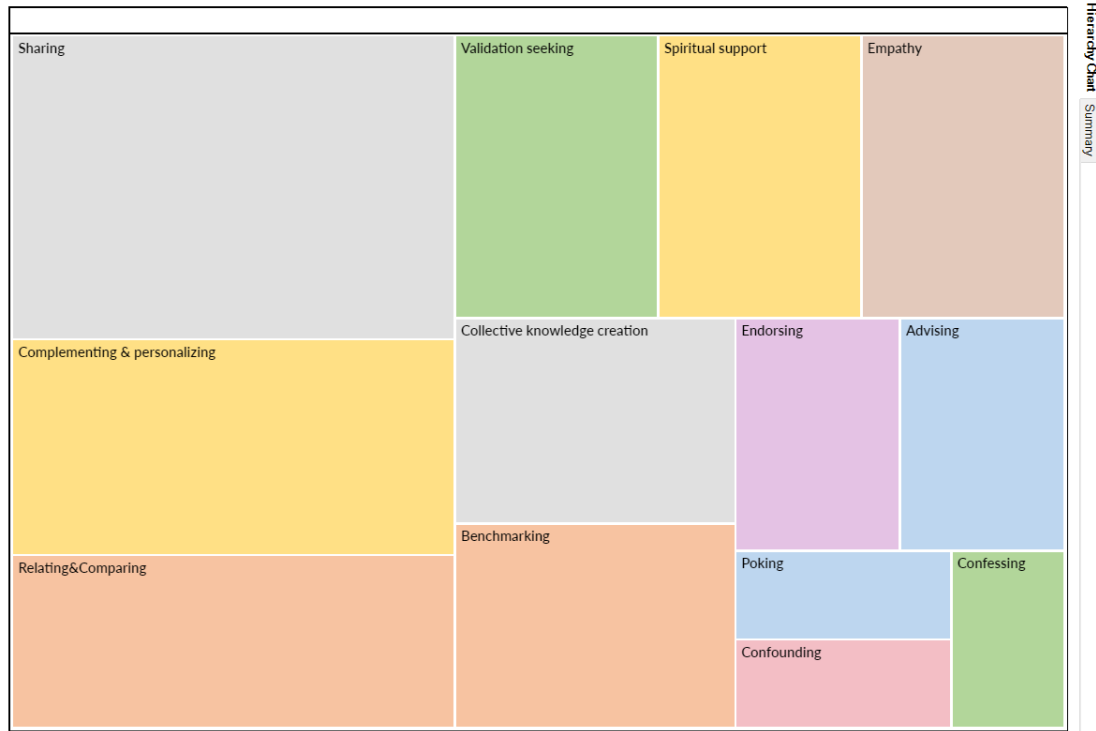 Sharing
Validation seeking
Spiritual support
Empathy
Complementing & personalizing
Collective knowledge creation
Endorsing
Advising
Relating&Comparing
Benchmarking
Poking
Confessing
Confounding
Hierarchy Chart
Summary